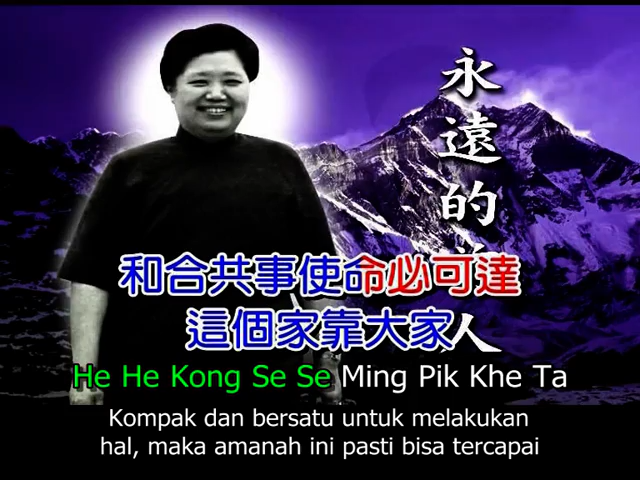 永遠的
人
和合共事使命必可達
這個家靠大家
He He Kong Se Se Ming Pik Khe Ta
Kompak dan bersatu untuk melakukan
hal, maka amanah ini pasti bisa tercapai